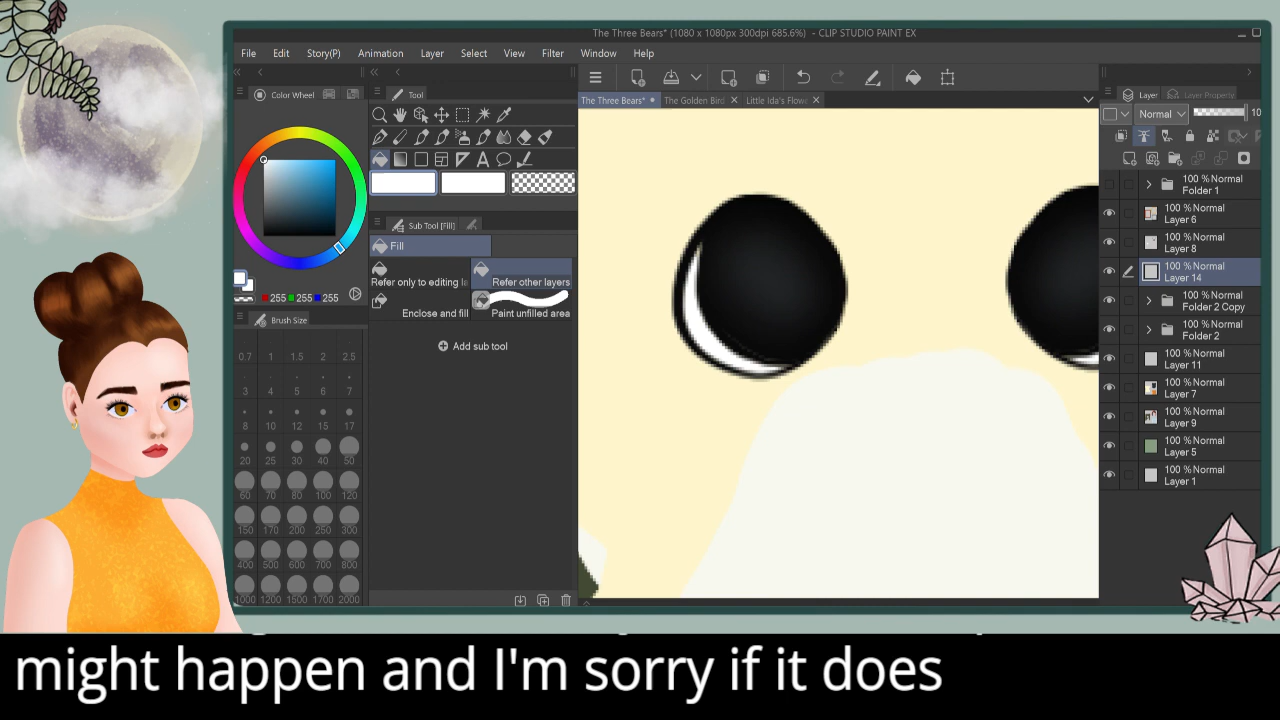 The Three Bears* (1080 x 1080px 300dpi 685.6%) - CLIP STUDIO PAINT EX
File Edit Story(P) Animation Layer Select View Filter Window Help
Color Wheel
Tool
The Three Bears*
The Golden Bird
Little Ida's Flow
Layer
Layer Property
Normal
10
Sub Tool [Fill]
Fill
Refer only to editing l
Refer other layers
Enclose and fill
Paint unfilled area
Add sub tool
255 255 255
Brush Size
0.7 1 1.5 2 2.5
3 4 5 6 7
8 10 12 15 17
20 25 30 40 50
60 70 80 100 120
150 170 200 250 300
400 500 600 700 800
1000 1200 1500 1700 2000
100 % Normal
Folder 1
100 % Normal
Layer 6
100 % Normal
Layer 8
100 % Normal
Layer 14
100 % Normal
Folder 2 Copy
100 % Normal
Folder 2
100 % Normal
Layer 11
100 % Normal
Layer 7
100 % Normal
Layer 9
100 % Normal
Layer 5
100 % Normal
Layer 1
might happen and I'm sorry if it does